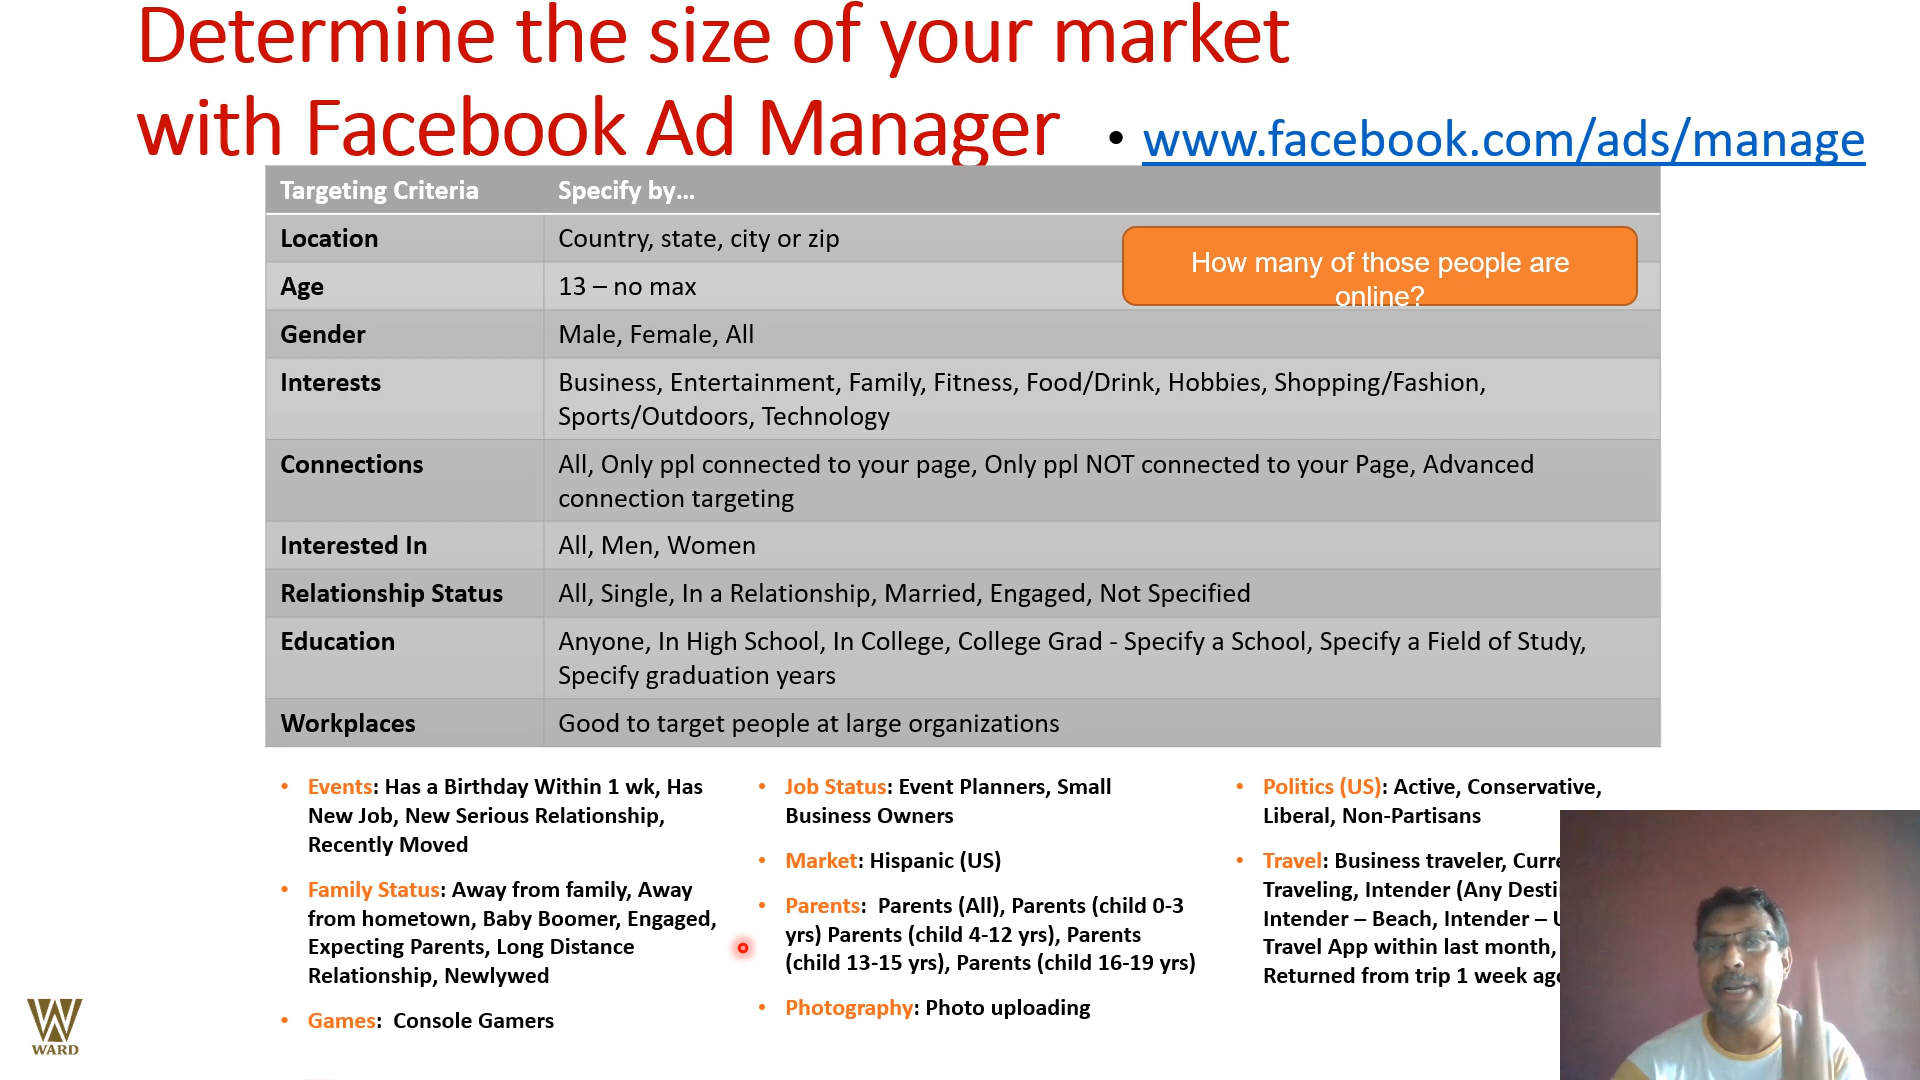 Determine the size of your market
with Facebook Ad Manager
• www.facebook.com/ads/manage
Targeting Criteria Specify by...
Location Country, state, city or zip
How many of those people are
online?
Age 13 – no max
Gender Male, Female, All
Interests Business, Entertainment, Family, Fitness, Food/Drink, Hobbies, Shopping/Fashion,
Sports/Outdoors, Technology
Connections All, Only ppl connected to your page, Only ppl NOT connected to your Page, Advanced
connection targeting
Interested In All, Men, Women
Relationship Status All, Single, In a Relationship, Married, Engaged, Not Specified
Education Anyone, In High School, In College, College Grad - Specify a School, Specify a Field of Study,
Specify graduation years
Workplaces Good to target people at large organizations
• Events: Has a Birthday Within 1 wk, Has
New Job, New Serious Relationship,
Recently Moved
• Family Status: Away from family, Away
from hometown, Baby Boomer, Engaged,
Expecting Parents, Long Distance
Relationship, Newlywed
• Games: Console Gamers
• Job Status: Event Planners, Small
Business Owners
• Market: Hispanic (US)
• Parents: Parents (All), Parents (child 0-3
yrs) Parents (child 4-12 yrs), Parents
(child 13-15 yrs), Parents (child 16-19 yrs)
• Photography: Photo uploading
• Politics (US): Active, Conservative,
Liberal, Non-Partisans
• Travel: Business traveler,
Traveling, Intender (Any
Intender – Beach, Intender –
Travel App within last month,
Returned from trip 1 week
WARD